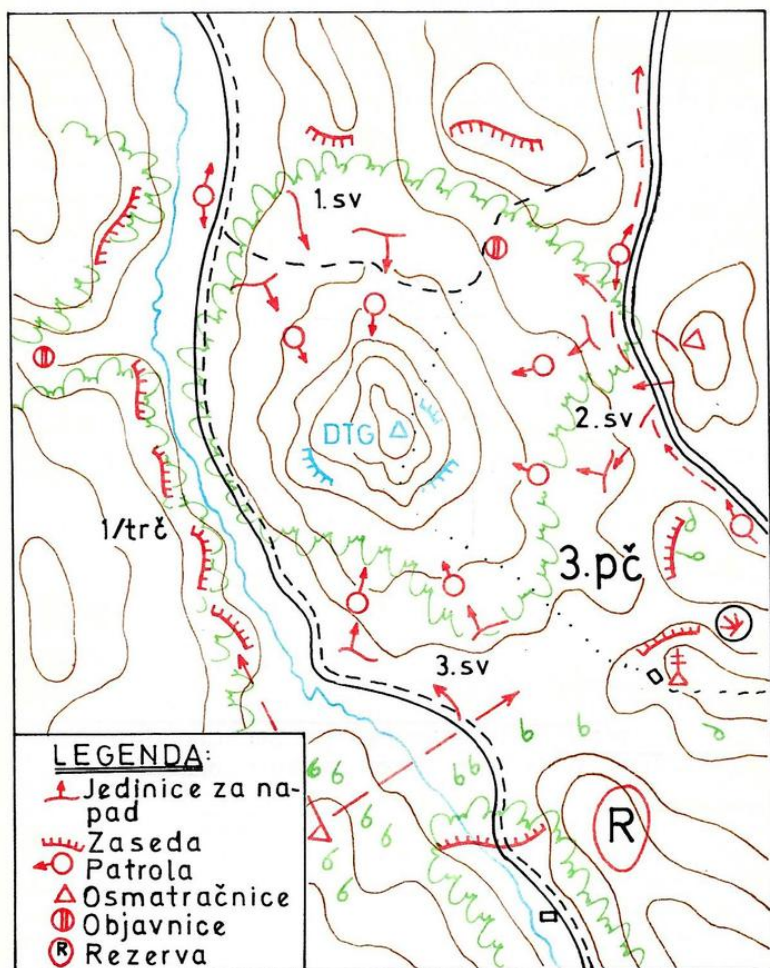 1.sv
2.sv
DTG
1/trč
3.pč
3.sv
R
LEGENDA:
Jedinice za na-
pad
Zaseda
Patrola
Osmatračnice
Objavnice
R Rezerva